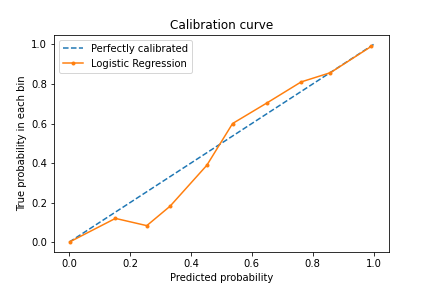 Calibration curve
Perfectly calibrated
Logistic Regression
True probability in each bin
1.0
0.8
0.6
0.4
0.2
0.0
0.0 0.2 0.4 0.6 0.8 1.0
Predicted probability